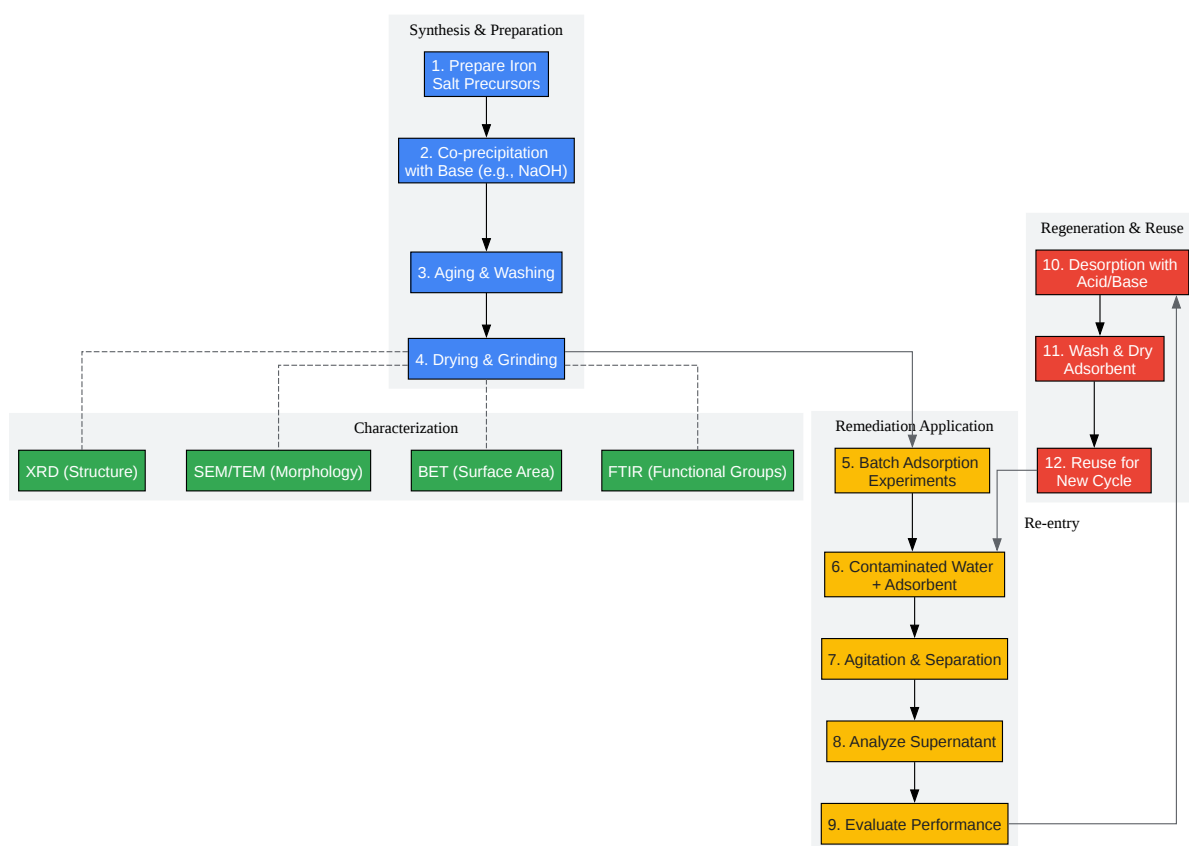 Synthesis & Preparation
1. Prepare Iron
Salt Precursors
2. Co-precipitation
with Base (e.g., NaOH)
3. Aging & Washing
4. Drying & Grinding
Characterization
XRD (Structure)
SEM/TEM (Morphology)
BET (Surface Area)
FTIR (Functional Groups)
Remediation Application
5. Batch Adsorption
Experiments
6. Contaminated Water
+ Adsorbent
7. Agitation & Separation
8. Analyze Supernatant
9. Evaluate Performance
Regeneration & Reuse
10. Desorption with
Acid/Base
11. Wash & Dry
Adsorbent
12. Reuse for
New Cycle
Re-entry